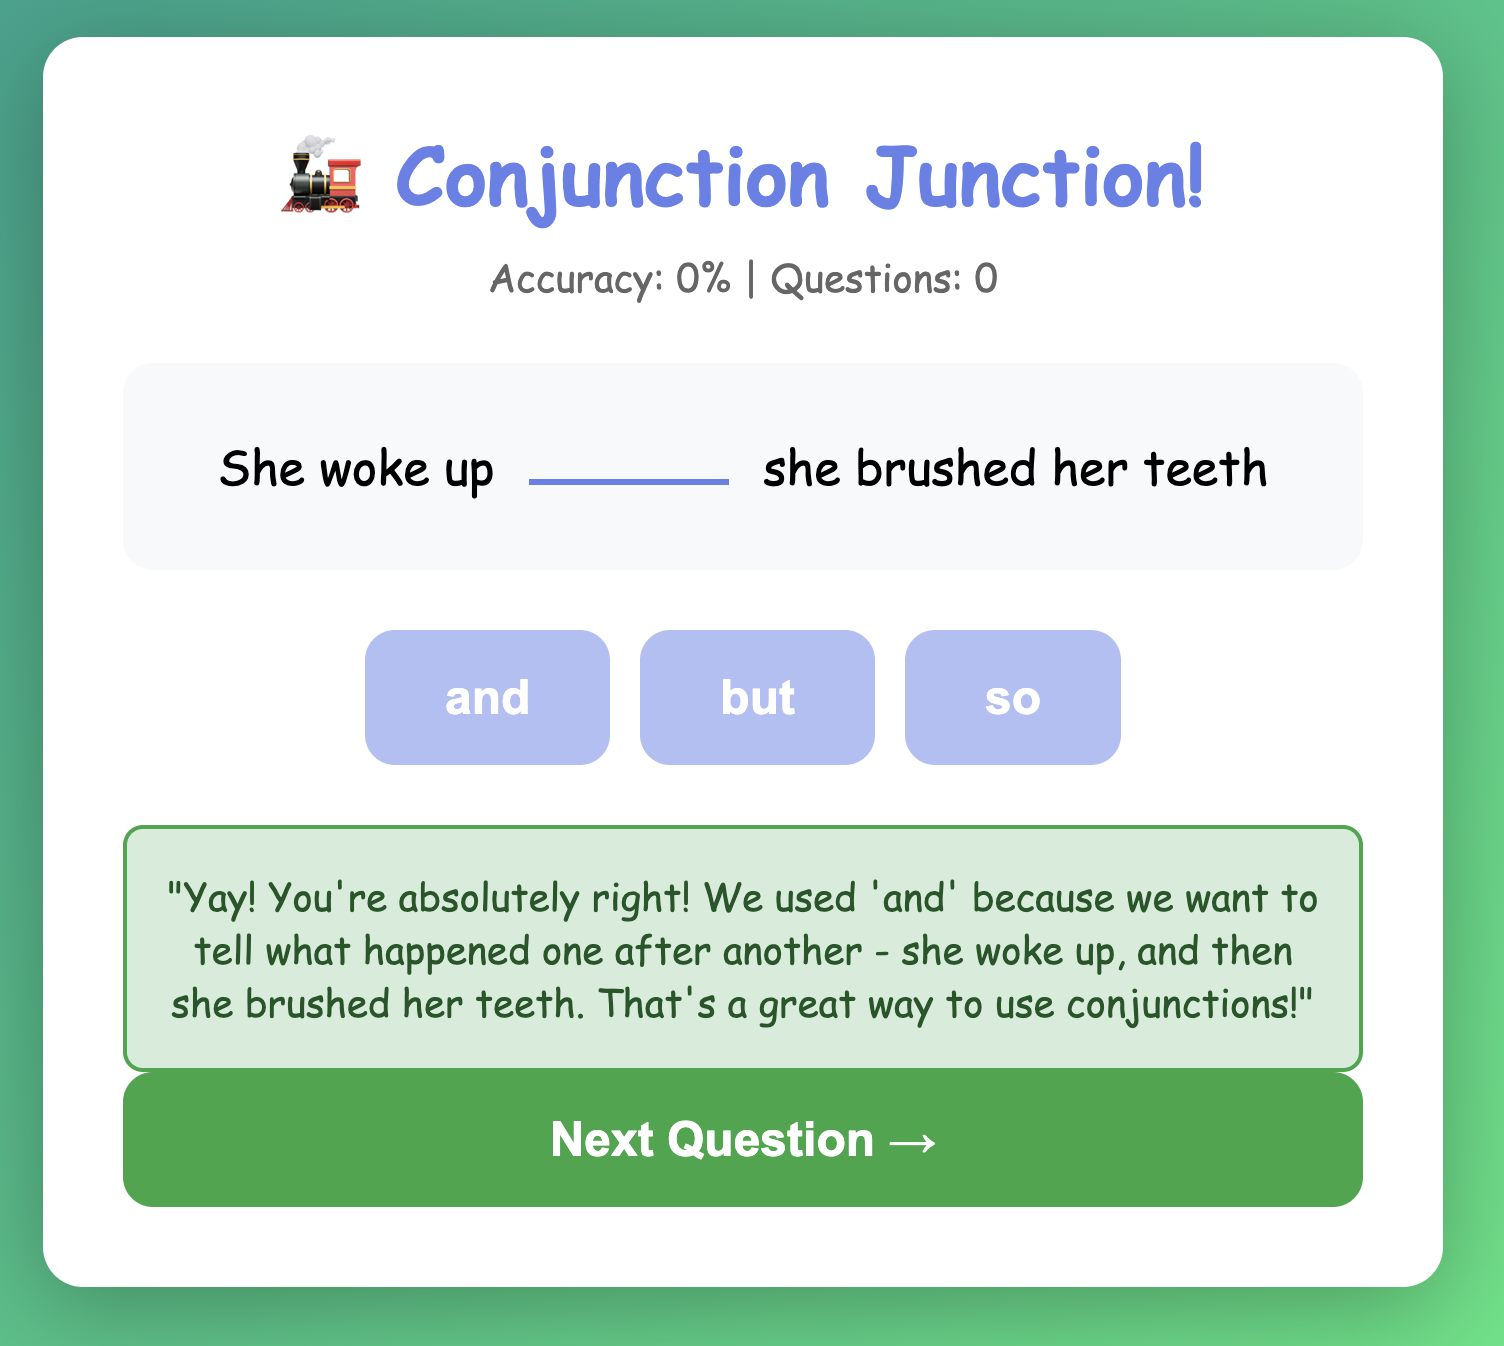 Conjunction Junction!
Accuracy: 0% | Questions: 0
She woke up ________ she brushed her teeth
and but so
"Yay! You're absolutely right! We used 'and' because we want to
tell what happened one after another - she woke up, and then
she brushed her teeth. That's a great way to use conjunctions!"
Next Question →